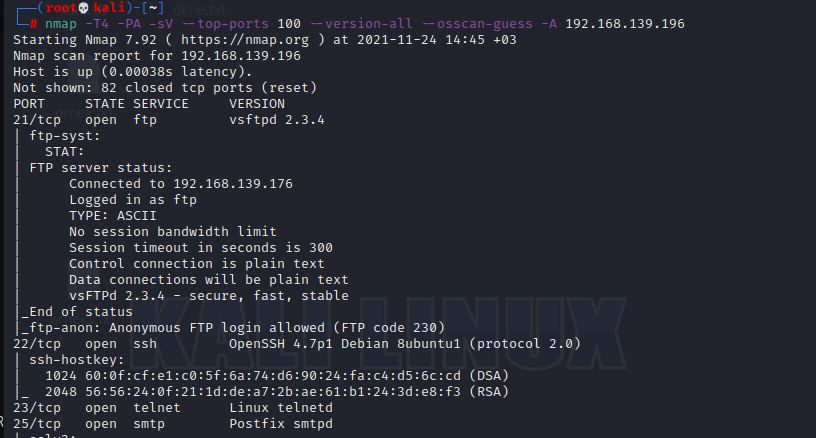 (root💀kali)-[~]
# nmap -T4 -PA -sV --top-ports 100 --version-all --osscan-guess -A 192.168.139.196
Starting Nmap 7.92 ( https://nmap.org ) at 2021-11-24 14:45 +03
Nmap scan report for 192.168.139.196
Host is up (0.00038s latency).
Not shown: 82 closed tcp ports (reset)
PORT STATE SERVICE VERSION
21/tcp open ftp vsftpd 2.3.4
| ftp-syst:
|   STAT:
| FTP server status:
|      Connected to 192.168.139.176
|      Logged in as ftp
|      TYPE: ASCII
|      No session bandwidth limit
|      Session timeout in seconds is 300
|      Control connection is plain text
|      Data connections will be plain text
|      vsFTPd 2.3.4 - secure, fast, stable
|_End of status
|_ftp-anon: Anonymous FTP login allowed (FTP code 230)
22/tcp open ssh OpenSSH 4.7p1 Debian 8ubuntu1 (protocol 2.0)
| ssh-hostkey:
|   1024 60:0f:cf:e1:c0:5f:6a:74:d6:90:24:fa:c4:d5:6c:cd (DSA)
|_  2048 56:56:24:0f:21:1d:de:a7:2b:ae:61:b1:24:3d:e8:f3 (RSA)
23/tcp open telnet Linux telnetd
25/tcp open smtp Postfix smtpd
KALI LINUX
dene.txt